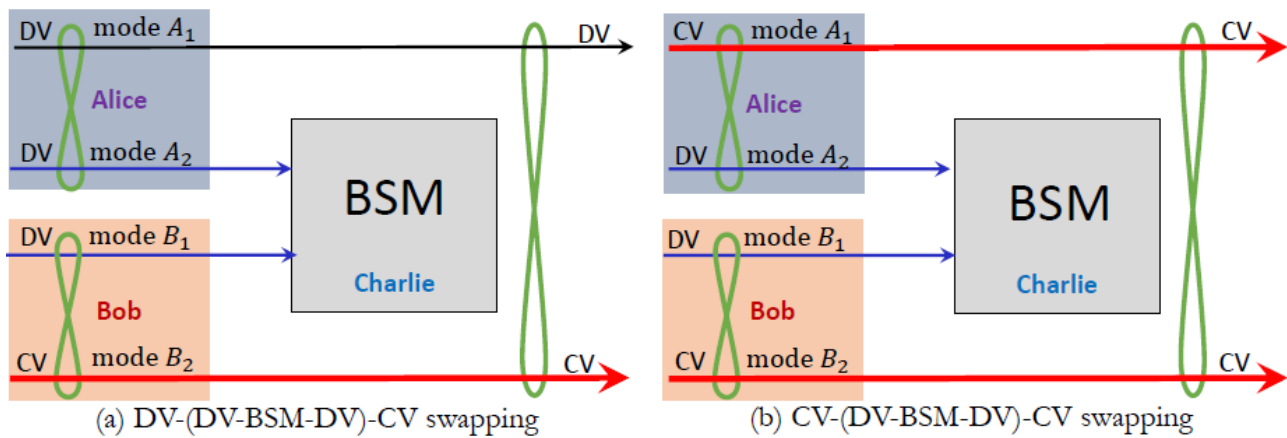 DV mode A₁ DV
Alice
DV mode A₂
BSM
DV mode B₁
Charlie
Bob
CV mode B₂ CV
(a) DV-(DV-BSM-DV)-CV swapping
CV mode A₁ CV
Alice
DV mode A₂
BSM
DV mode B₁
Charlie
Bob
CV mode B₂ CV
(b) CV-(DV-BSM-DV)-CV swapping